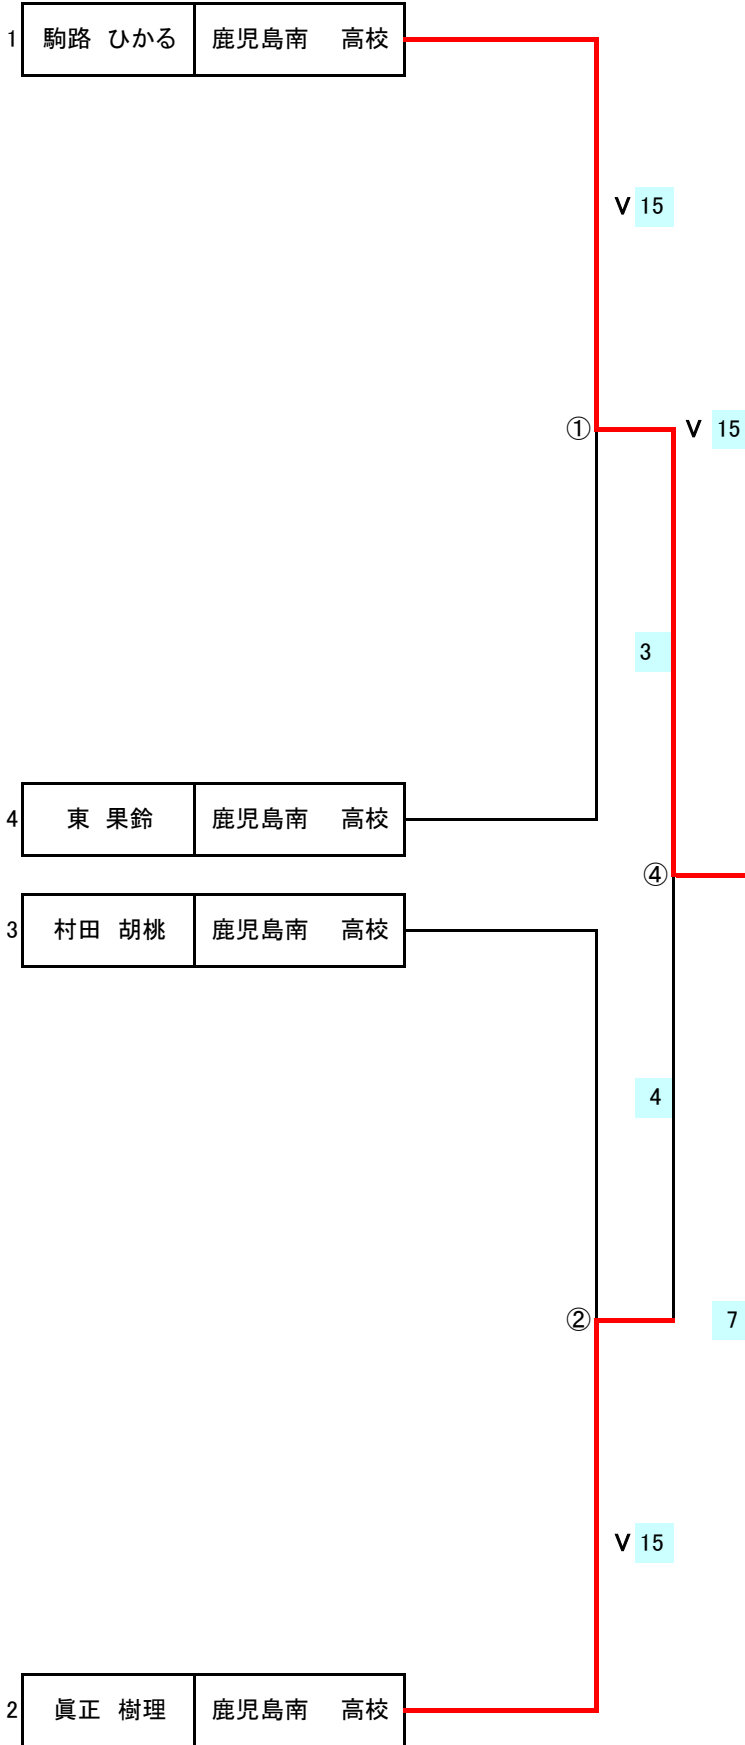 1 駒路 ひかる 鹿児島南 高校
V 15
① V 15
3
4 東 果鈴 鹿児島南 高校
④
3 村田 胡桃 鹿児島南 高校
4
② 7
V 15
2 眞正 樹理 鹿児島南 高校